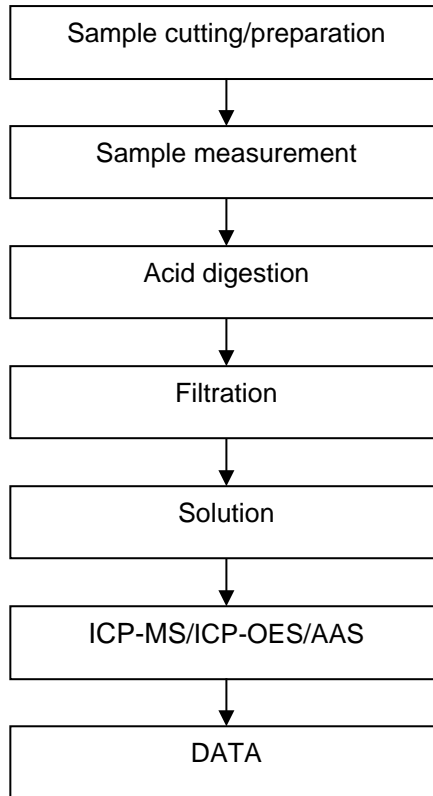 Sample cutting/preparation
Sample measurement
Acid digestion
Filtration
Solution
ICP-MS/ICP-OES/AAS
DATA